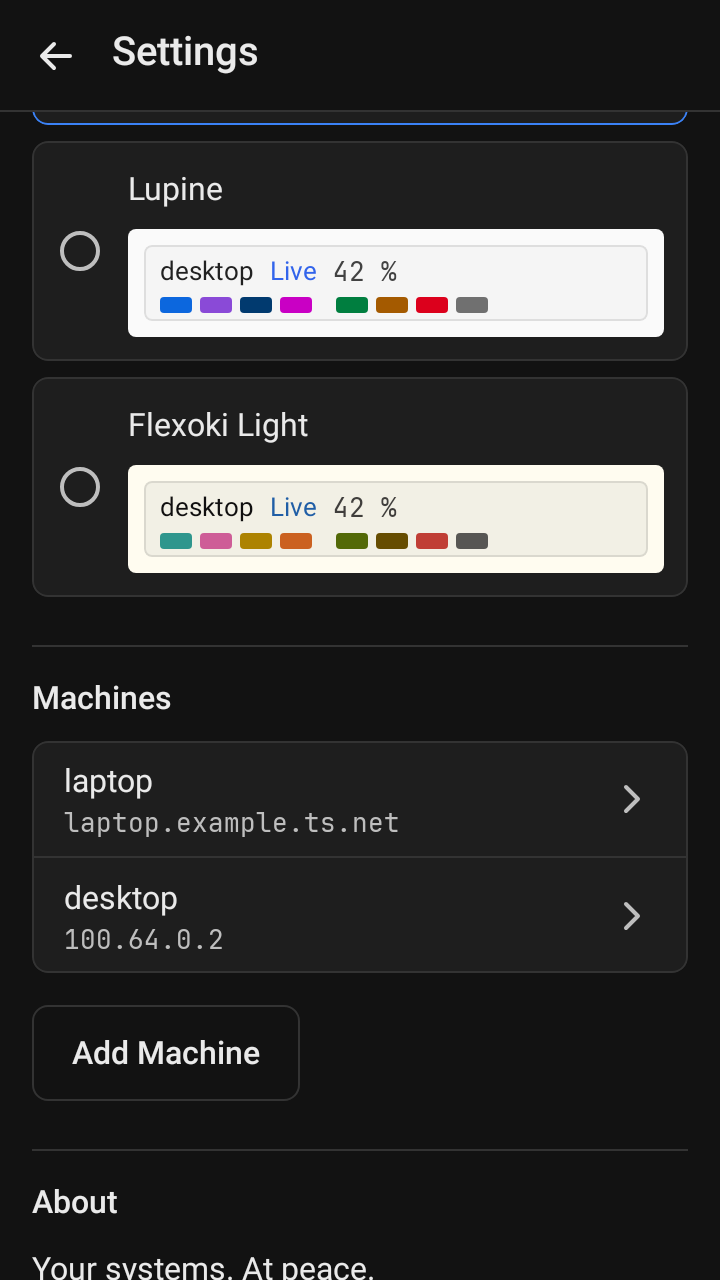 Settings
Lupine
desktop Live 42 %
Flexoki Light
desktop Live 42 %
Machines
laptop
laptop.example.ts.net
desktop
100.64.0.2
Add Machine
About
Your systems. At peace.